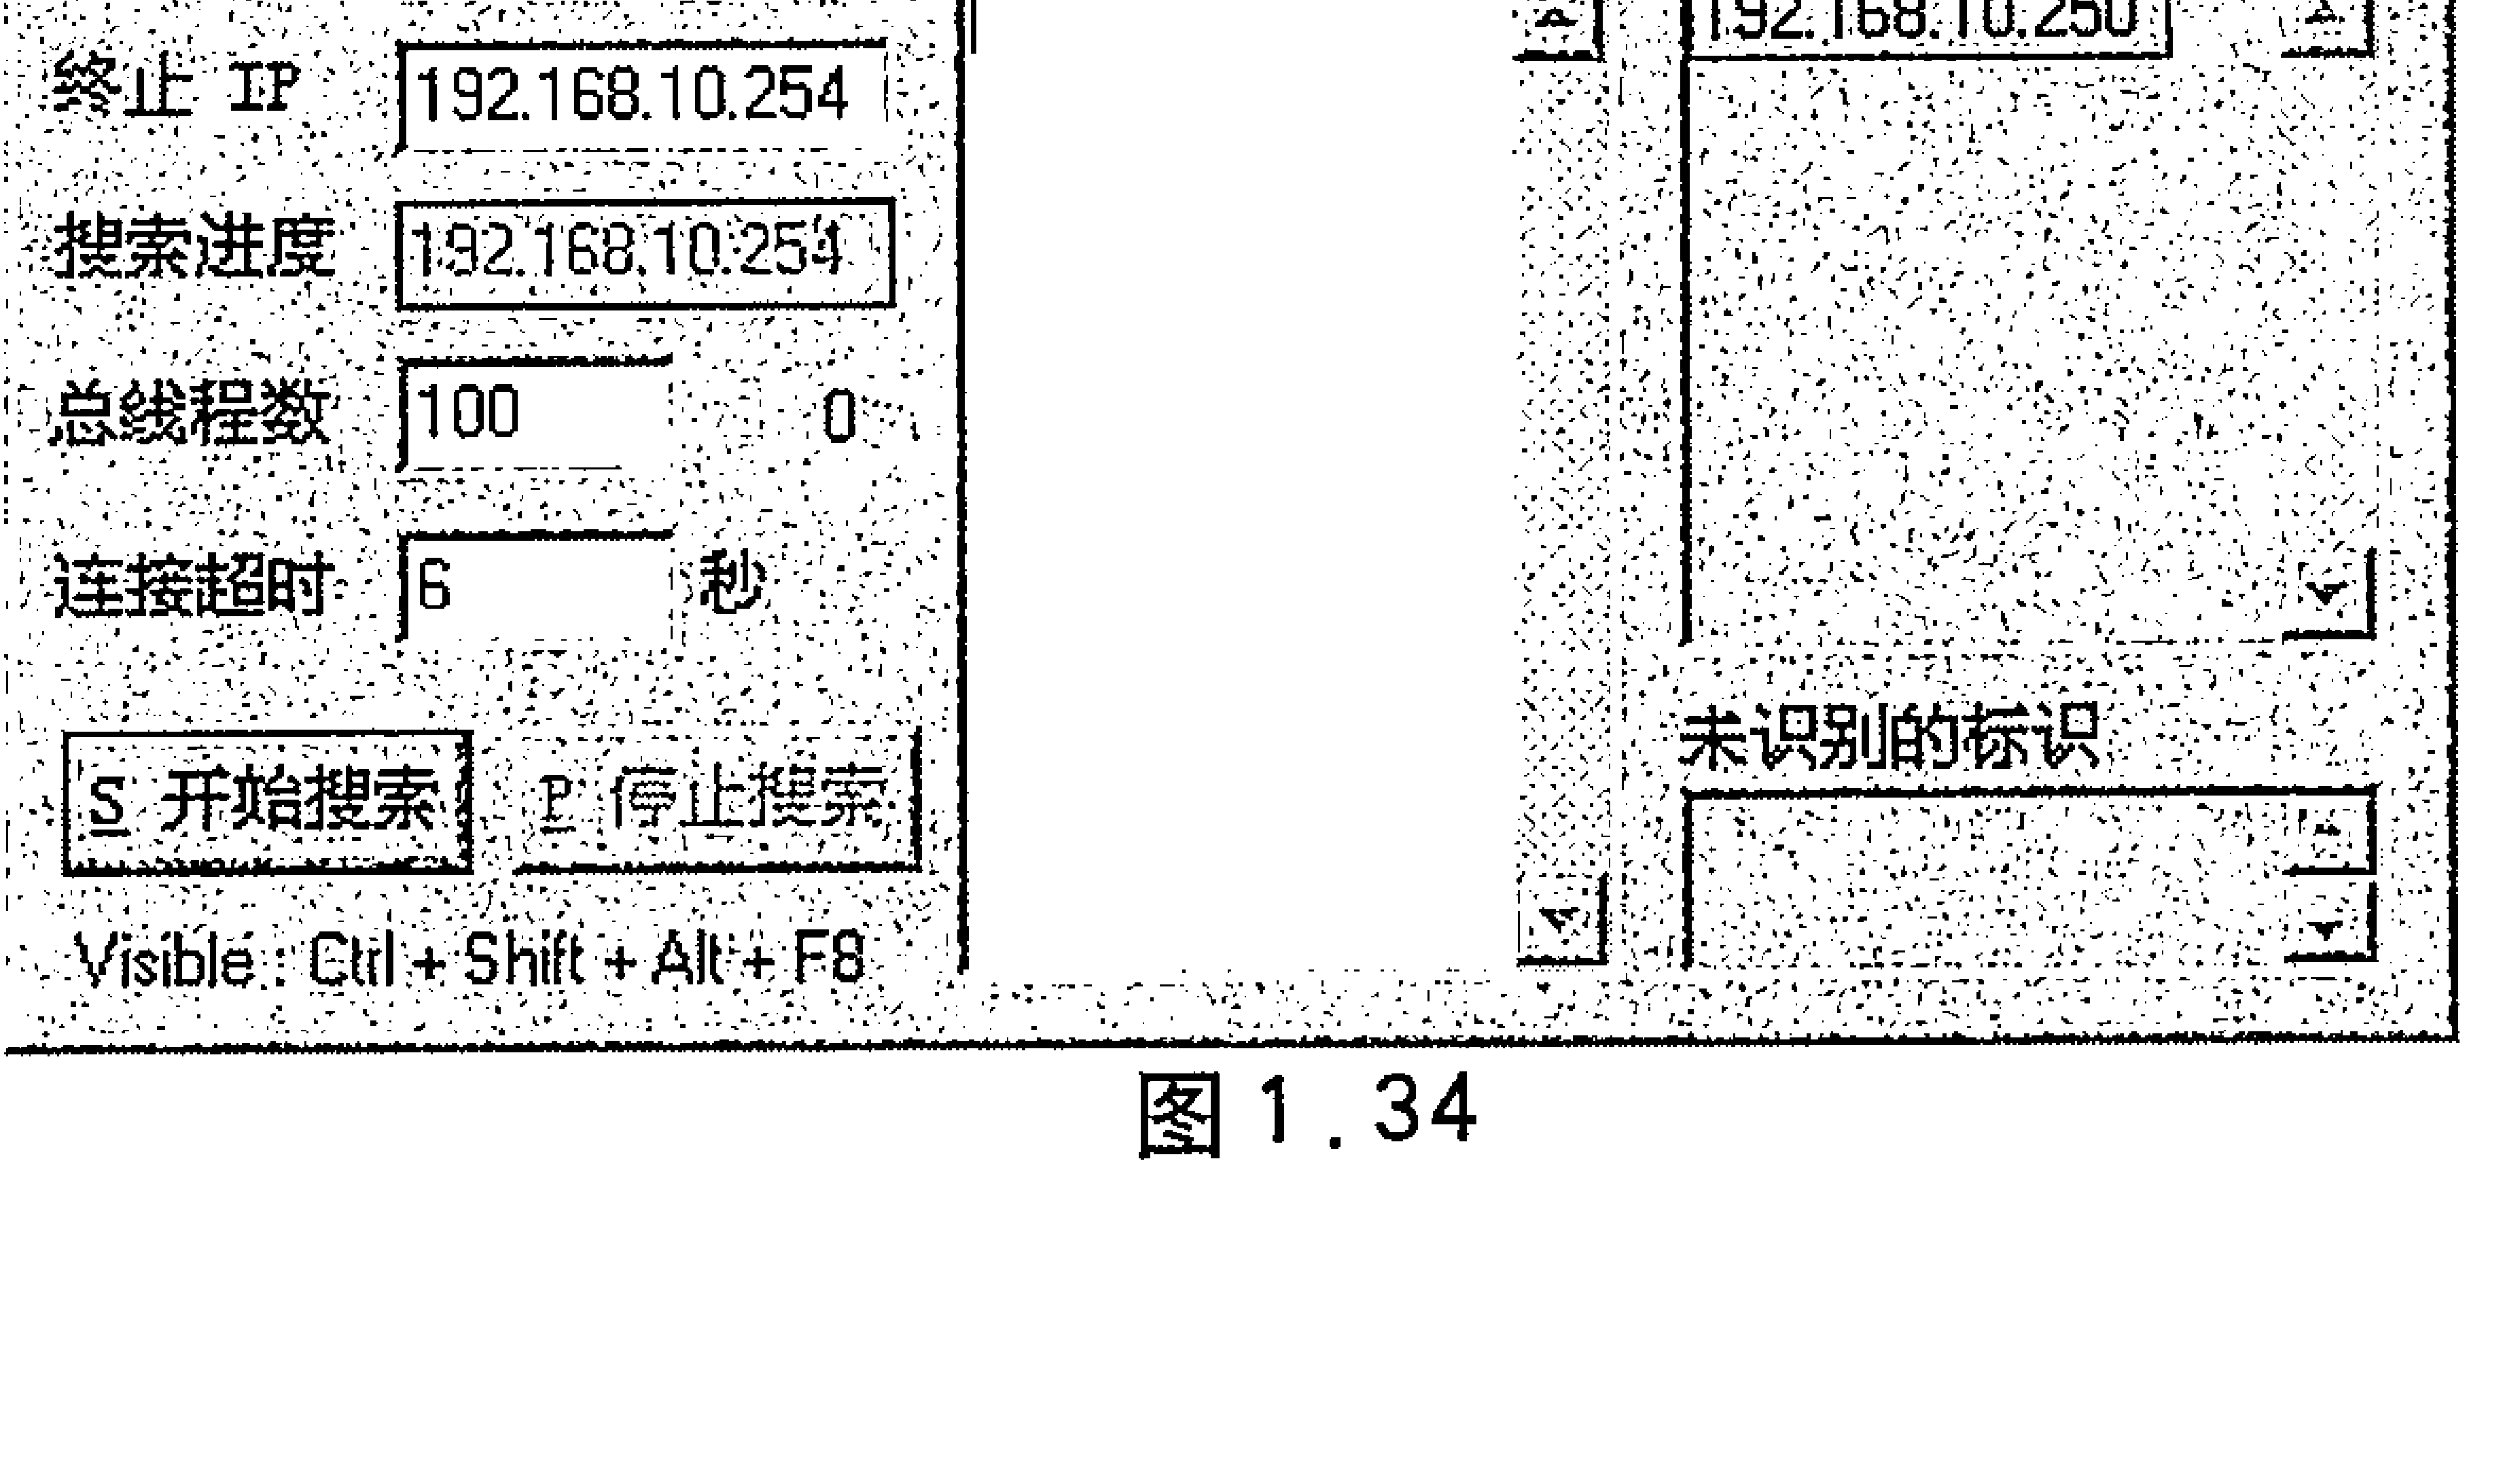 192.168.10.250
终止 IP 192.168.10.254
搜索进度 192.168.10.254
总线程数 100 0
连接超时 6 秒
未识别的标识
S 开始搜索 P 停止搜索
Visible : Ctrl + Shift + Alt + F8
图1.34